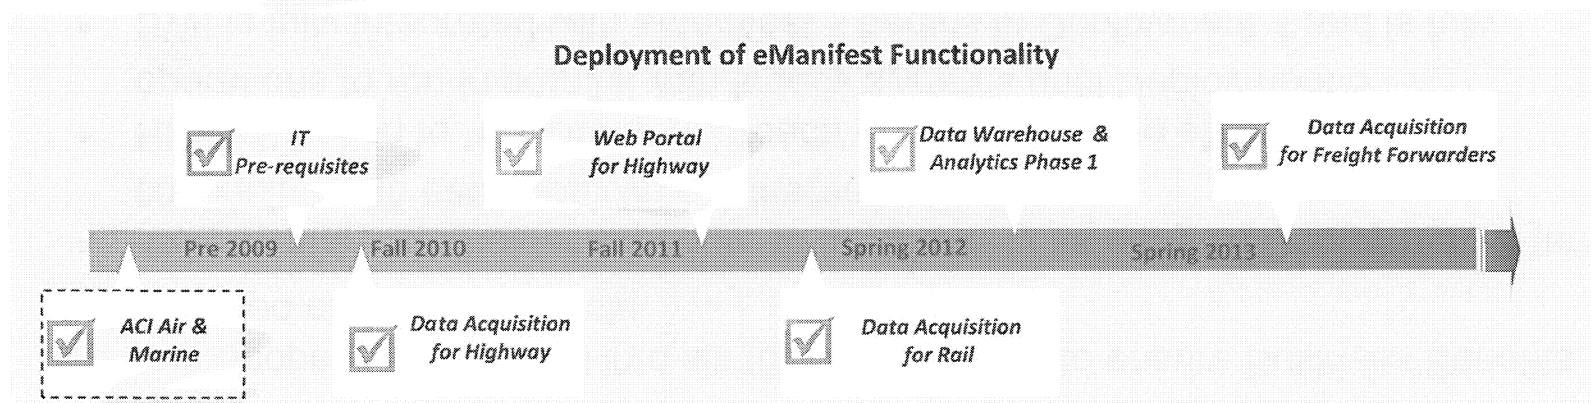 Deployment of eManifest Functionality
IT
Pre-requisites
Web Portal
for Highway
Data Warehouse &
Analytics Phase 1
Data Acquisition
for Freight Forwarders
Pre 2009
Fall 2010
Fall 2011
Spring 2012
Spring 2013
ACI Air &
Marine
Data Acquisition
for Highway
Data Acquisition
for Rail